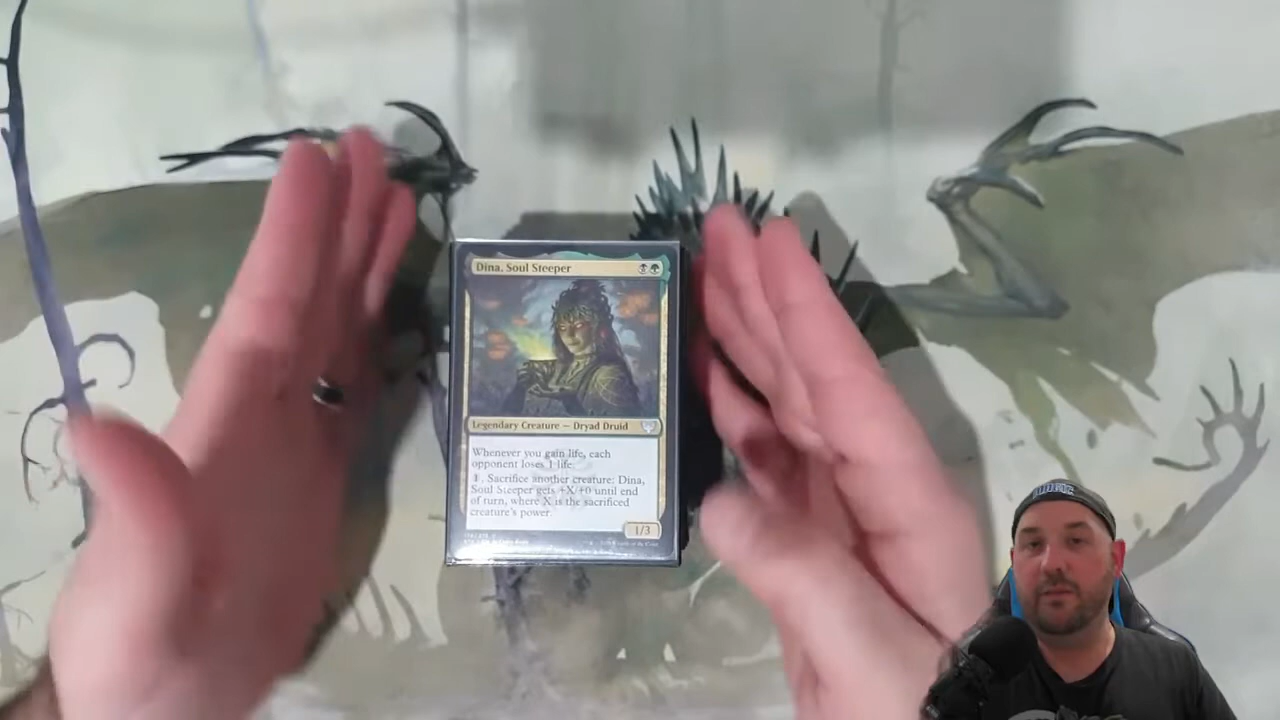 Dina, Soul Steeper
Legendary Creature — Dryad Druid
Whenever you gain life, each
opponent loses 1 life.
1, Sacrifice another creature: Dina,
Soul Steeper gets +X/+0 until end
of turn, where X is the sacrificed
creature's power.
1/3